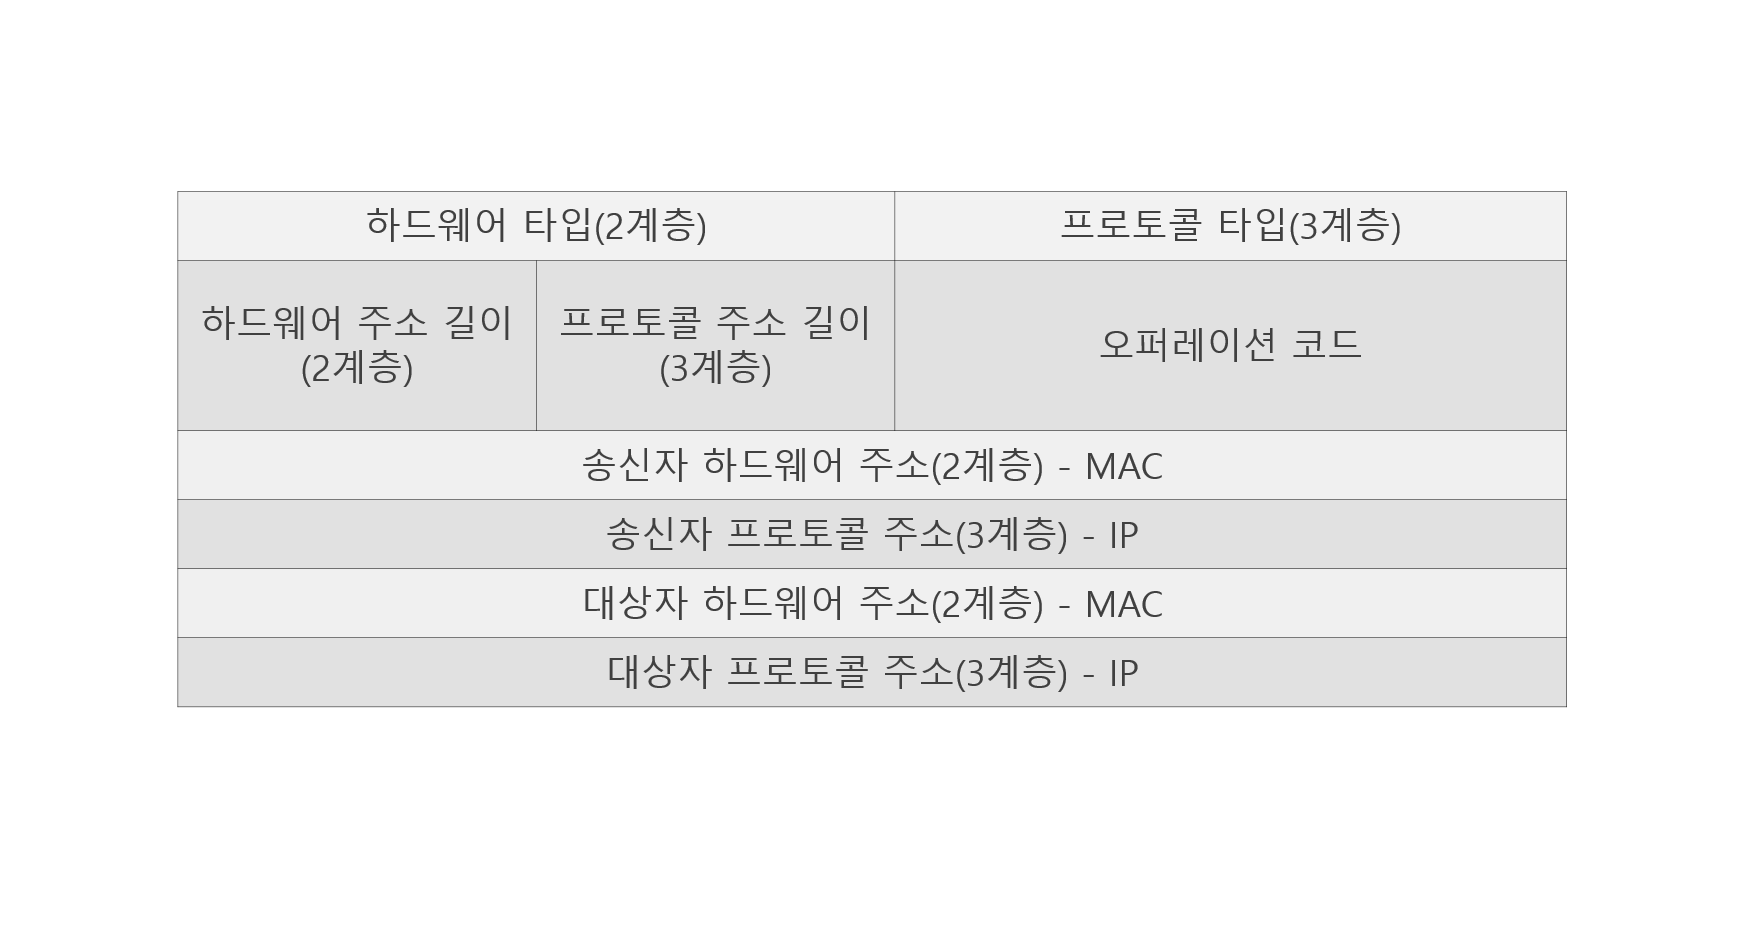 하드웨어 타입(2계층)
프로토콜 타입(3계층)
하드웨어 주소 길이
(2계층)
프로토콜 주소 길이
(3계층)
오퍼레이션 코드
송신자 하드웨어 주소(2계층) - MAC
송신자 프로토콜 주소(3계층) - IP
대상자 하드웨어 주소(2계층) - MAC
대상자 프로토콜 주소(3계층) - IP